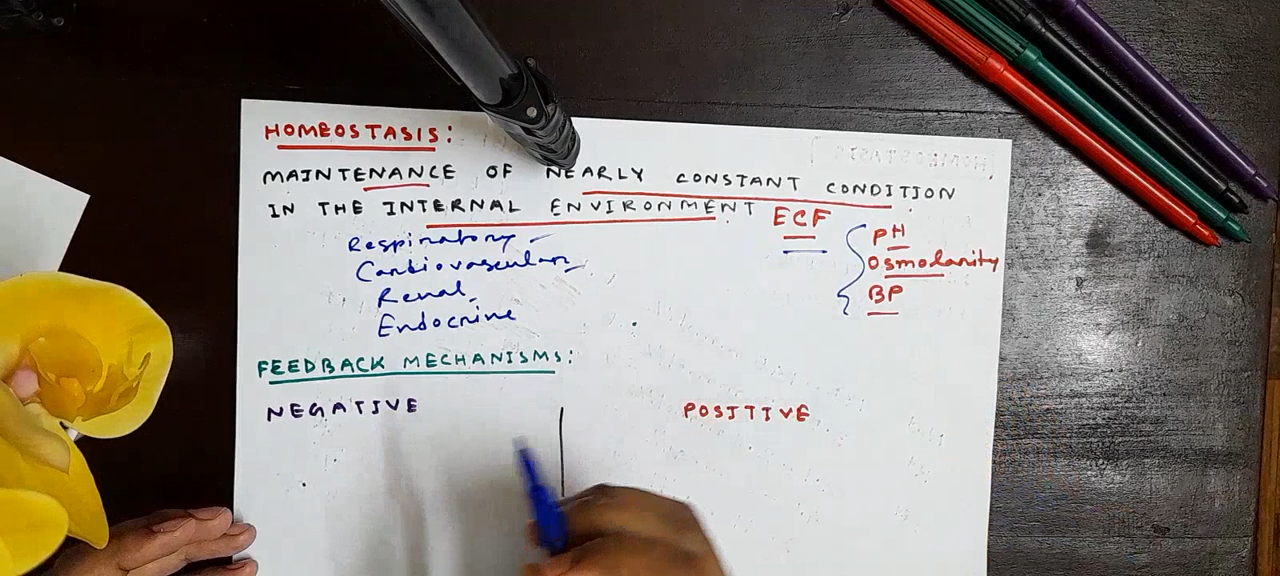 HOMEOSTASIS:
MAINTENANCE OF NEARLY CONSTANT CONDITION
IN THE INTERNAL ENVIRONMENT
ECF
PH
Osmolarity
BP
Respiratory
Cardiovascular
Renal
Endocrine
FEEDBACK MECHANISMS:
NEGATIVE
POSITIVE